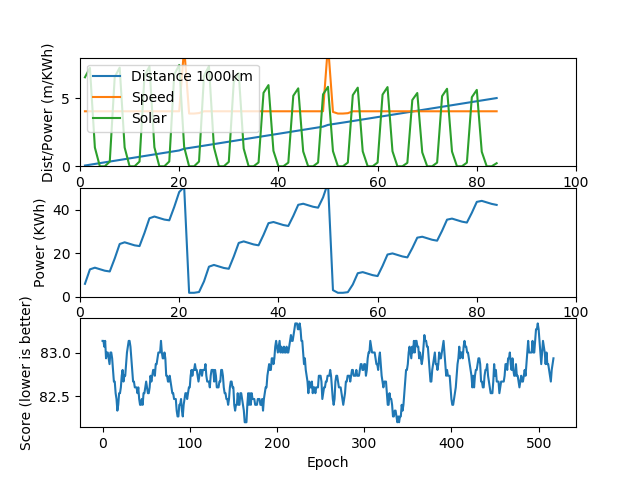 Dist/Power (m/KWh)
5
0
Distance 1000km
Speed
Solar
0 20 40 60 80 100
Power (KWh)
40
20
0
0 20 40 60 80 100
Score (lower is better)
83.0
82.5
0 100 200 300 400 500
Epoch